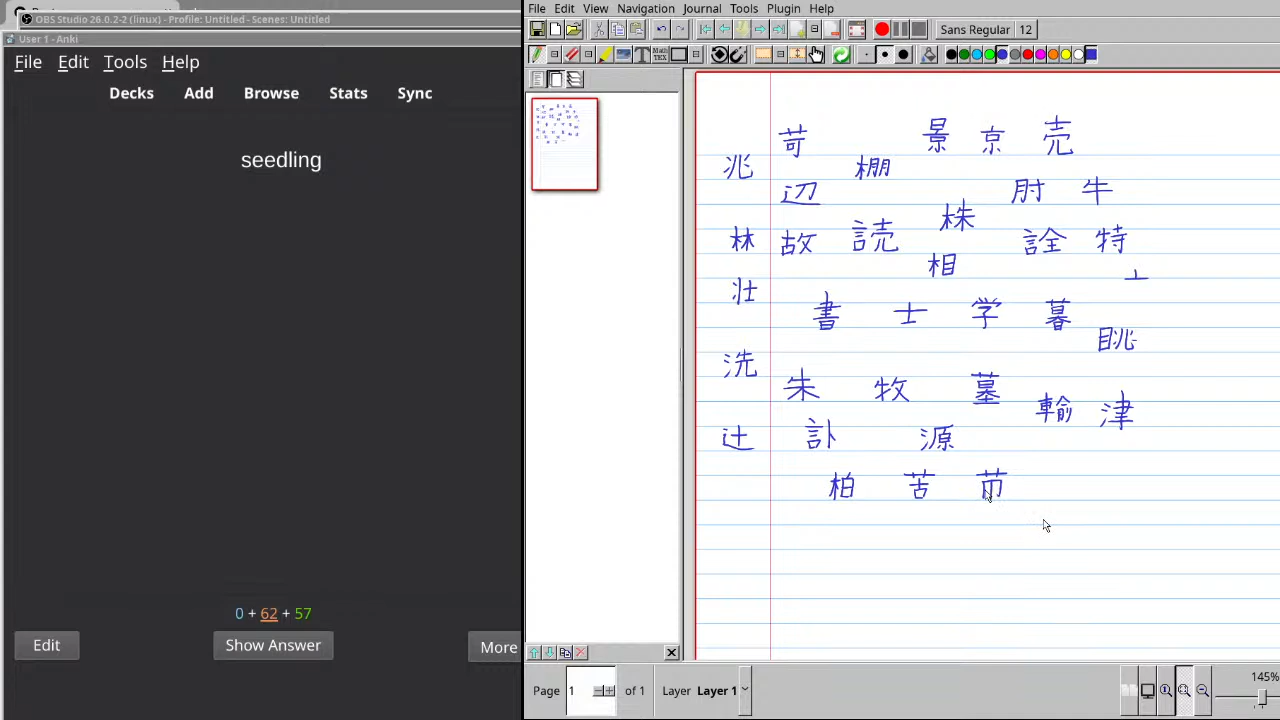 OBS Studio 26.0.2-2 (linux) - Profile: Untitled - Scenes: Untitled
User 1 - Anki
File Edit Tools Help
Decks Add Browse Stats Sync
seedling
0 + 62 + 57
Edit Show Answer More
File Edit View Navigation Journal Tools Plugin Help
Sans Regular 12
苛 景 京 売
兆 棚
辺 肘 牛
株
林 故 読 詮 特
相
壮
書 士 学 暮
眺
洗
朱 牧 墓
輸 津
辻 訃 源
柏 苦
Page 1 of 1 Layer Layer 1
145%